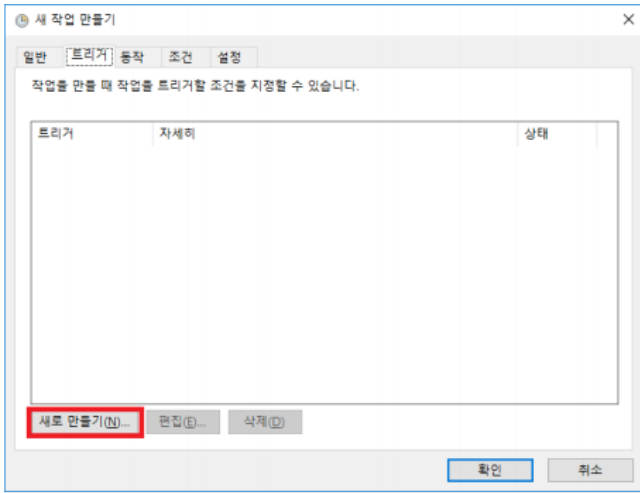 새 작업 만들기
일반 트리거 동작 조건 설정
작업을 만들 때 작업을 트리거할 조건을 지정할 수 있습니다.
트리거 자세히 상태
새로 만들기(N)... 편집(E)... 삭제(D)
확인 취소